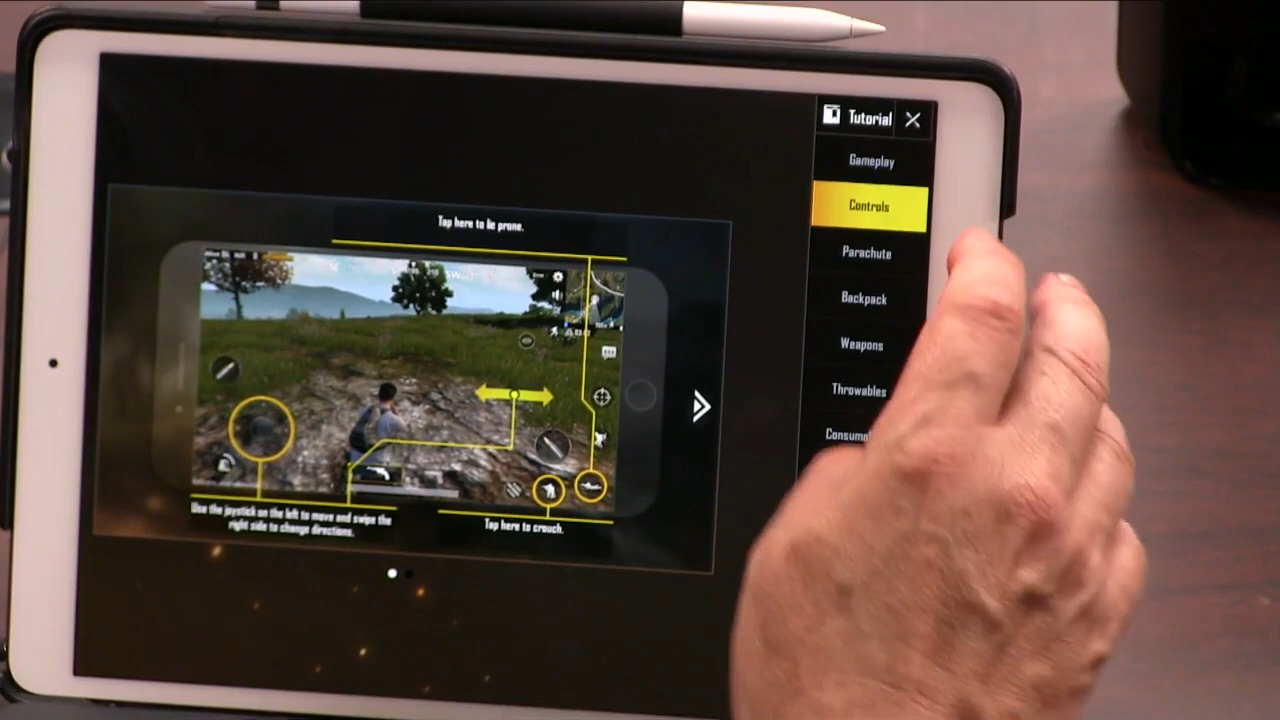 Tutorial
Gameplay
Controls
Parachute
Backpack
Weapons
Throwables
Tap here to lie prone.
SW
Use the joystick on the left to move and swipe the
right side to change directions.
Tap here to crouch.